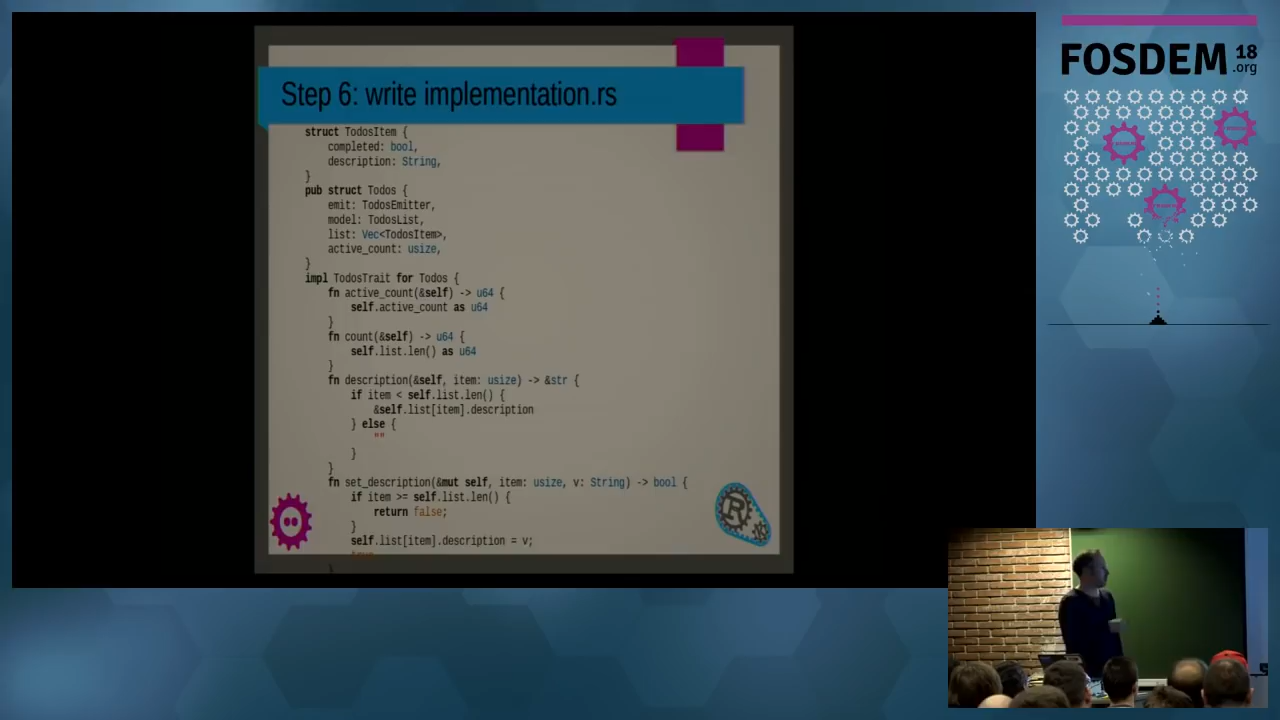 Step 6: write implementation.rs
struct TodosItem {
completed: bool,
description: String,
}
pub struct Todos {
emit: TodosEmitter,
model: TodosList,
list: Vec<TodosItem>,
active_count: usize,
}
impl TodosTrait for Todos {
fn active_count(&self) -> u64 {
self.active_count as u64
}
fn count(&self) -> u64 {
self.list.len() as u64
}
fn description(&self, item: usize) -> &str {
if item < self.list.len() {
&self.list[item].description
} else {
""
}
}
fn set_description(&mut self, item: usize, v: String) -> bool {
if item >= self.list.len() {
return false;
}
self.list[item].description = v;
true
}
R
FOSDEM 18
.org